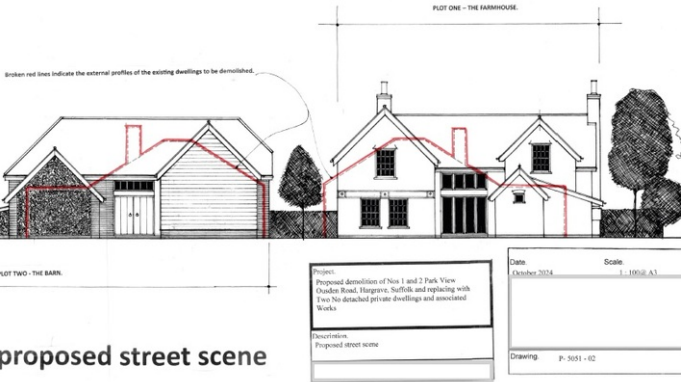 PLOT ONE – THE FARMHOUSE.
Broken red lines indicate the external profiles of the existing dwellings to be demolished.
PLOT TWO - THE BARN.
proposed street scene
Project.
Proposed demolition of Nos 1 and 2 Park View
Ousden Road, Hargrave, Suffolk and replacing with
Two No detached private dwellings and associated
Works
Description.
Proposed street scene
Date.
October 2024
Scale.
1 : 100@ A3
Drawing.
P- 5051 - 02